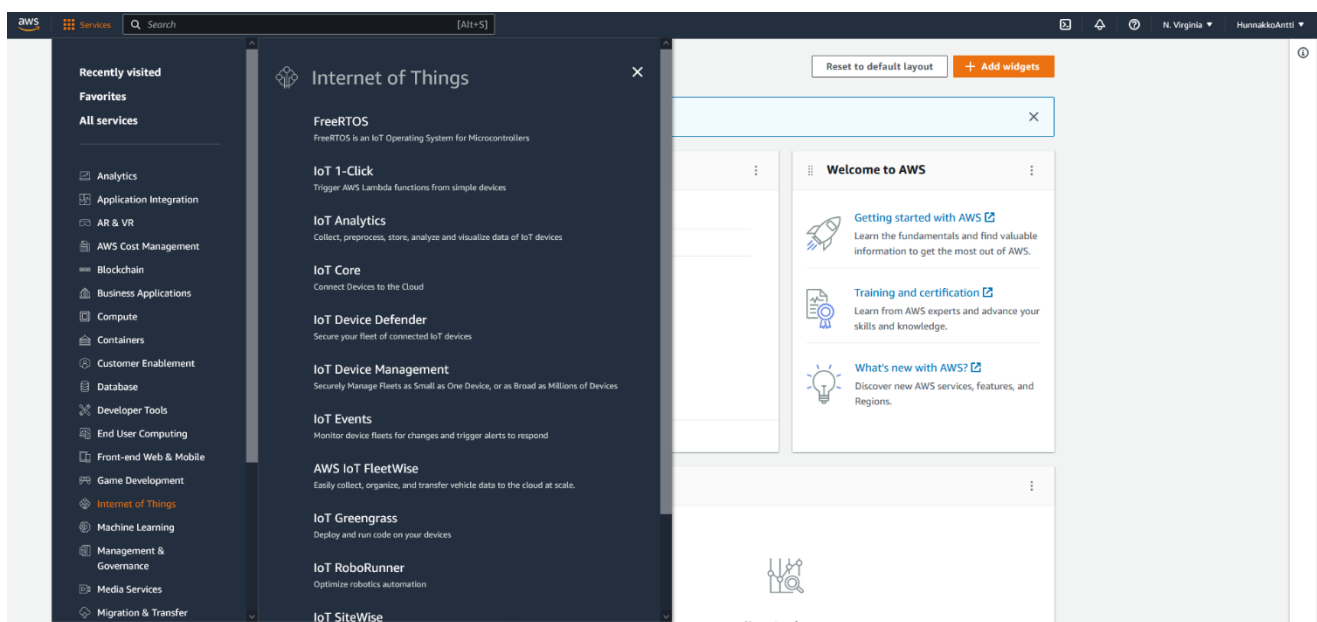 aws
Services
Search
[Alt+S]
N. Virginia
HunnakkoAntti
Recently visited
Favorites
All services
Analytics
Application Integration
AR & VR
AWS Cost Management
Blockchain
Business Applications
Compute
Containers
Customer Enablement
Database
Developer Tools
End User Computing
Front-end Web & Mobile
Game Development
Internet of Things
Machine Learning
Management &
Governance
Media Services
Migration & Transfer
Internet of Things
FreeRTOS
FreeRTOS is an IoT Operating System for Microcontrollers
IoT 1-Click
Trigger AWS Lambda functions from simple devices
IoT Analytics
Collect, preprocess, store, analyze and visualize data of IoT devices
IoT Core
Connect Devices to the Cloud
IoT Device Defender
Secure your fleet of connected IoT devices
IoT Device Management
Securely Manage Fleets as Small as One Device, or as Broad as Millions of Devices
IoT Events
Monitor device fleets for changes and trigger alerts to respond
AWS IoT FleetWise
Easily collect, organize, and transfer vehicle data to the cloud at scale.
IoT Greengrass
Deploy and run code on your devices
IoT RoboRunner
Optimize robotics automation
IoT SiteWise
Reset to default layout
+ Add widgets
Welcome to AWS
Getting started with AWS
Learn the fundamentals and find valuable
information to get the most out of AWS.
Training and certification
Learn from AWS experts and advance your
skills and knowledge.
What's new with AWS?
Discover new AWS services, features, and
Regions.